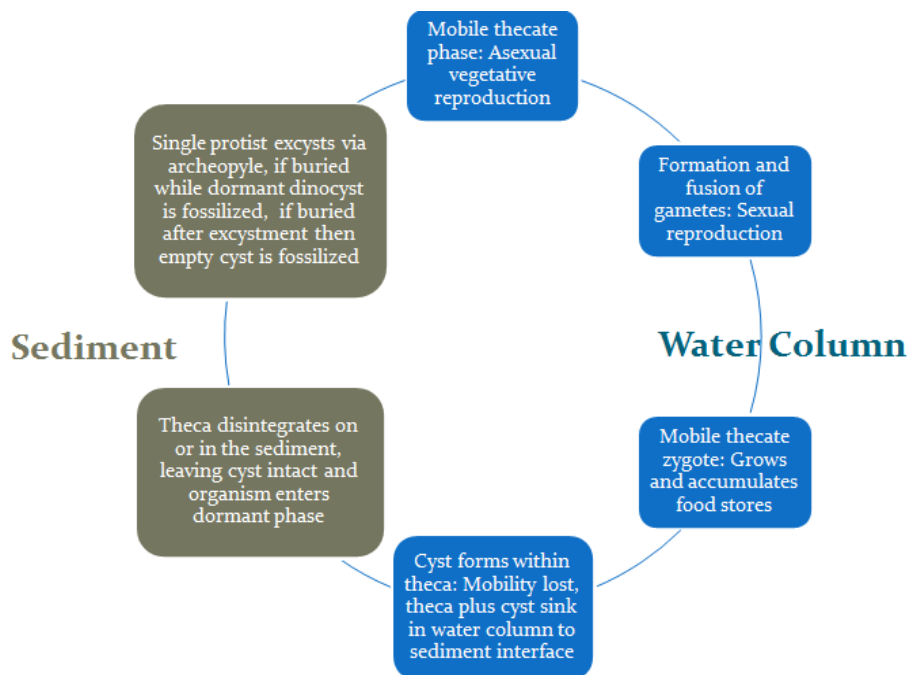 Mobile thecate
phase: Asexual
vegetative
reproduction
Formation and
fusion of
gametes: Sexual
reproduction
Water Column
Mobile thecate
zygote: Grows
and accumulates
food stores
Cyst forms within
theca: Mobility lost,
theca plus cyst sink
in water column to
sediment interface
Theca disintegrates on
or in the sediment,
leaving cyst intact and
organism enters
dormant phase
Sediment
Single protist excysts via
archeopyle, if buried
while dormant dinocyst
is fossilized, if buried
after excystment then
empty cyst is fossilized